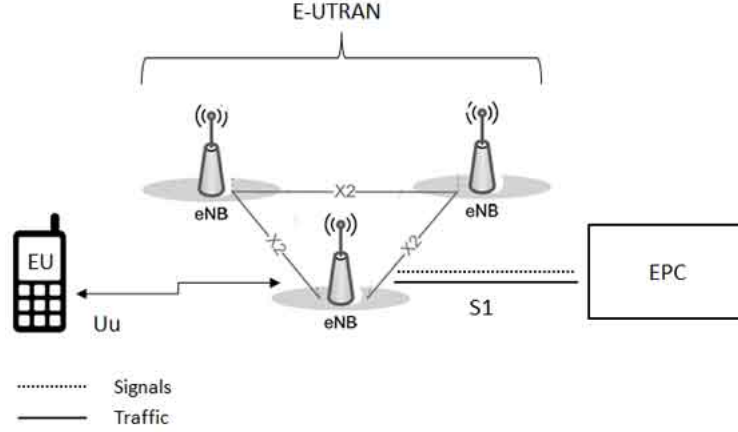 E-UTRAN
X2
eNB
eNB
X2
X2
EU
EPC
Uu
eNB
S1
Signals
Traffic